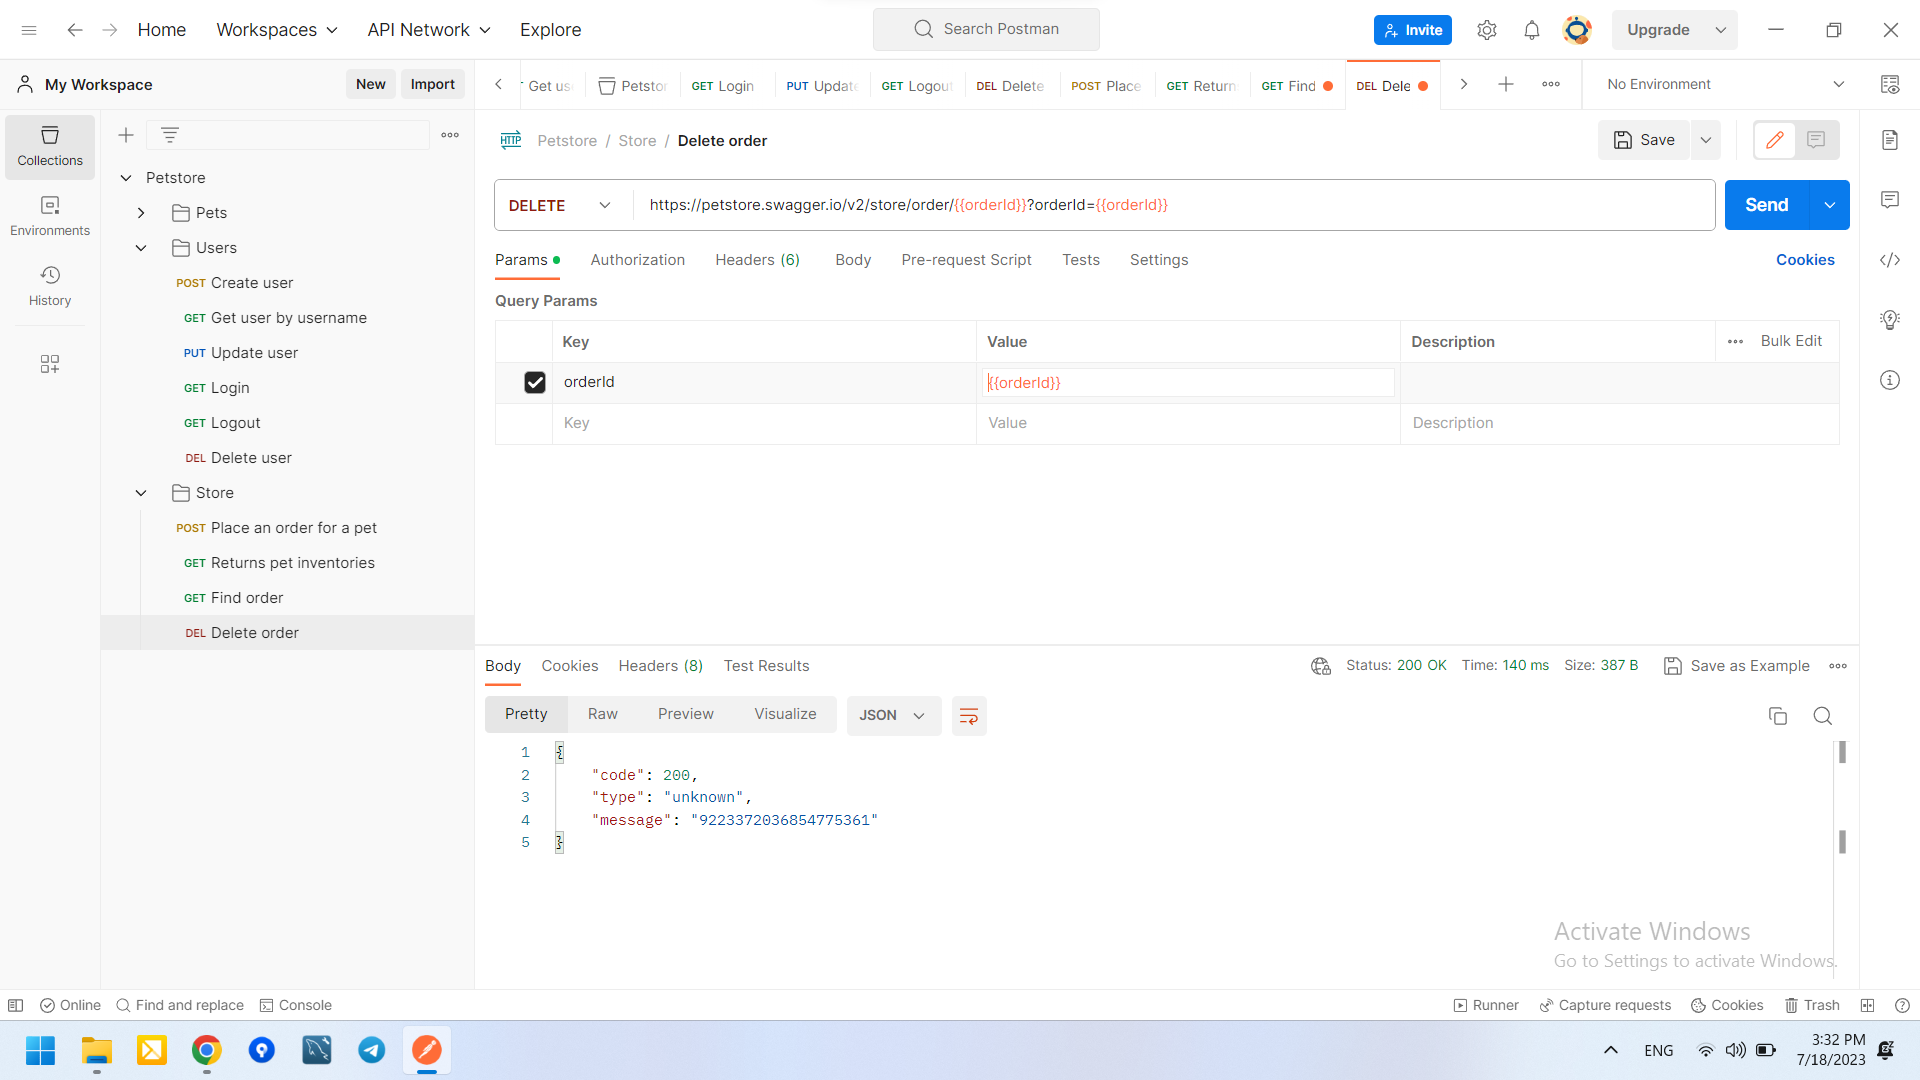 Home Workspaces API Network Explore Search Postman Invite Upgrade
My Workspace New Import Get us Petstor GET Login PUT Update GET Logout DEL Delete POST Place GET Return GET Find DEL Dele No Environment
Collections
Environments
History
Petstore
Pets
Users
POST Create user
GET Get user by username
PUT Update user
GET Login
GET Logout
DEL Delete user
Store
POST Place an order for a pet
GET Returns pet inventories
GET Find order
DEL Delete order
HTTP Petstore / Store / Delete order Save
DELETE https://petstore.swagger.io/v2/store/order/{{orderId}}?orderId={{orderId}} Send
Params Authorization Headers (6) Body Pre-request Script Tests Settings Cookies
Query Params
Key Value Description Bulk Edit
orderId {{orderId}}
Key Value Description
Body Cookies Headers (8) Test Results Status: 200 OK Time: 140 ms Size: 387 B Save as Example
Pretty Raw Preview Visualize JSON
1 {
2 "code": 200,
3 "type": "unknown",
4 "message": "9223372036854775361"
5 }
Activate Windows
Go to Settings to activate Windows.
Online Find and replace Console Runner Capture requests Cookies Trash
ENG 3:32 PM
7/18/2023